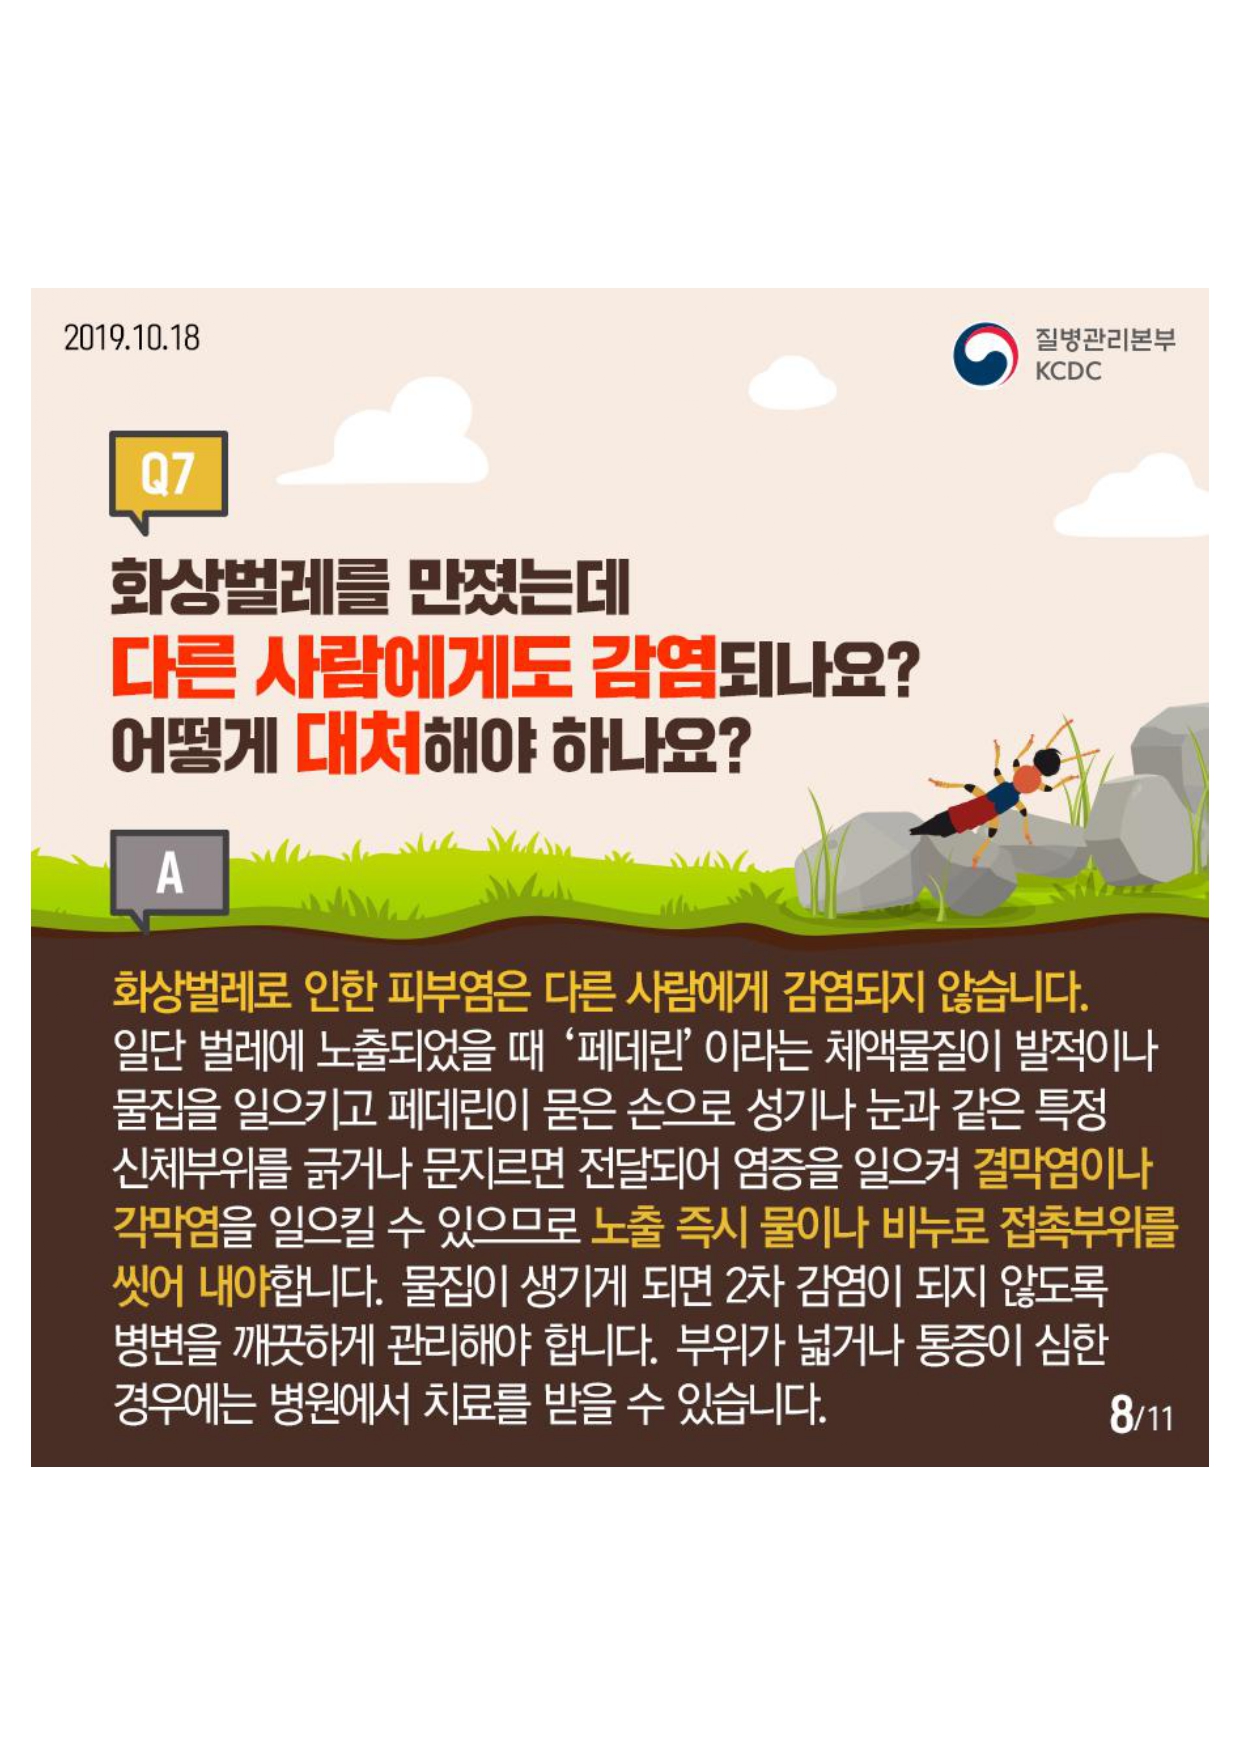 2019.10.18
질병관리본부
KCDC
Q7
화상벌레를 만졌는데
다른 사람에게도 감염되나요?
어떻게 대처해야 하나요?
A
화상벌레로 인한 피부염은 다른 사람에게 감염되지 않습니다.
일단 벌레에 노출되었을 때 ‘페데린’ 이라는 체액물질이 발적이나
물집을 일으키고 페데린이 묻은 손으로 성기나 눈과 같은 특정
신체부위를 긁거나 문지르면 전달되어 염증을 일으켜 결막염이나
각막염을 일으킬 수 있으므로 노출 즉시 물이나 비누로 접촉부위를
씻어 내야합니다. 물집이 생기게 되면 2차 감염이 되지 않도록
병변을 깨끗하게 관리해야 합니다. 부위가 넓거나 통증이 심한
경우에는 병원에서 치료를 받을 수 있습니다.
8/11